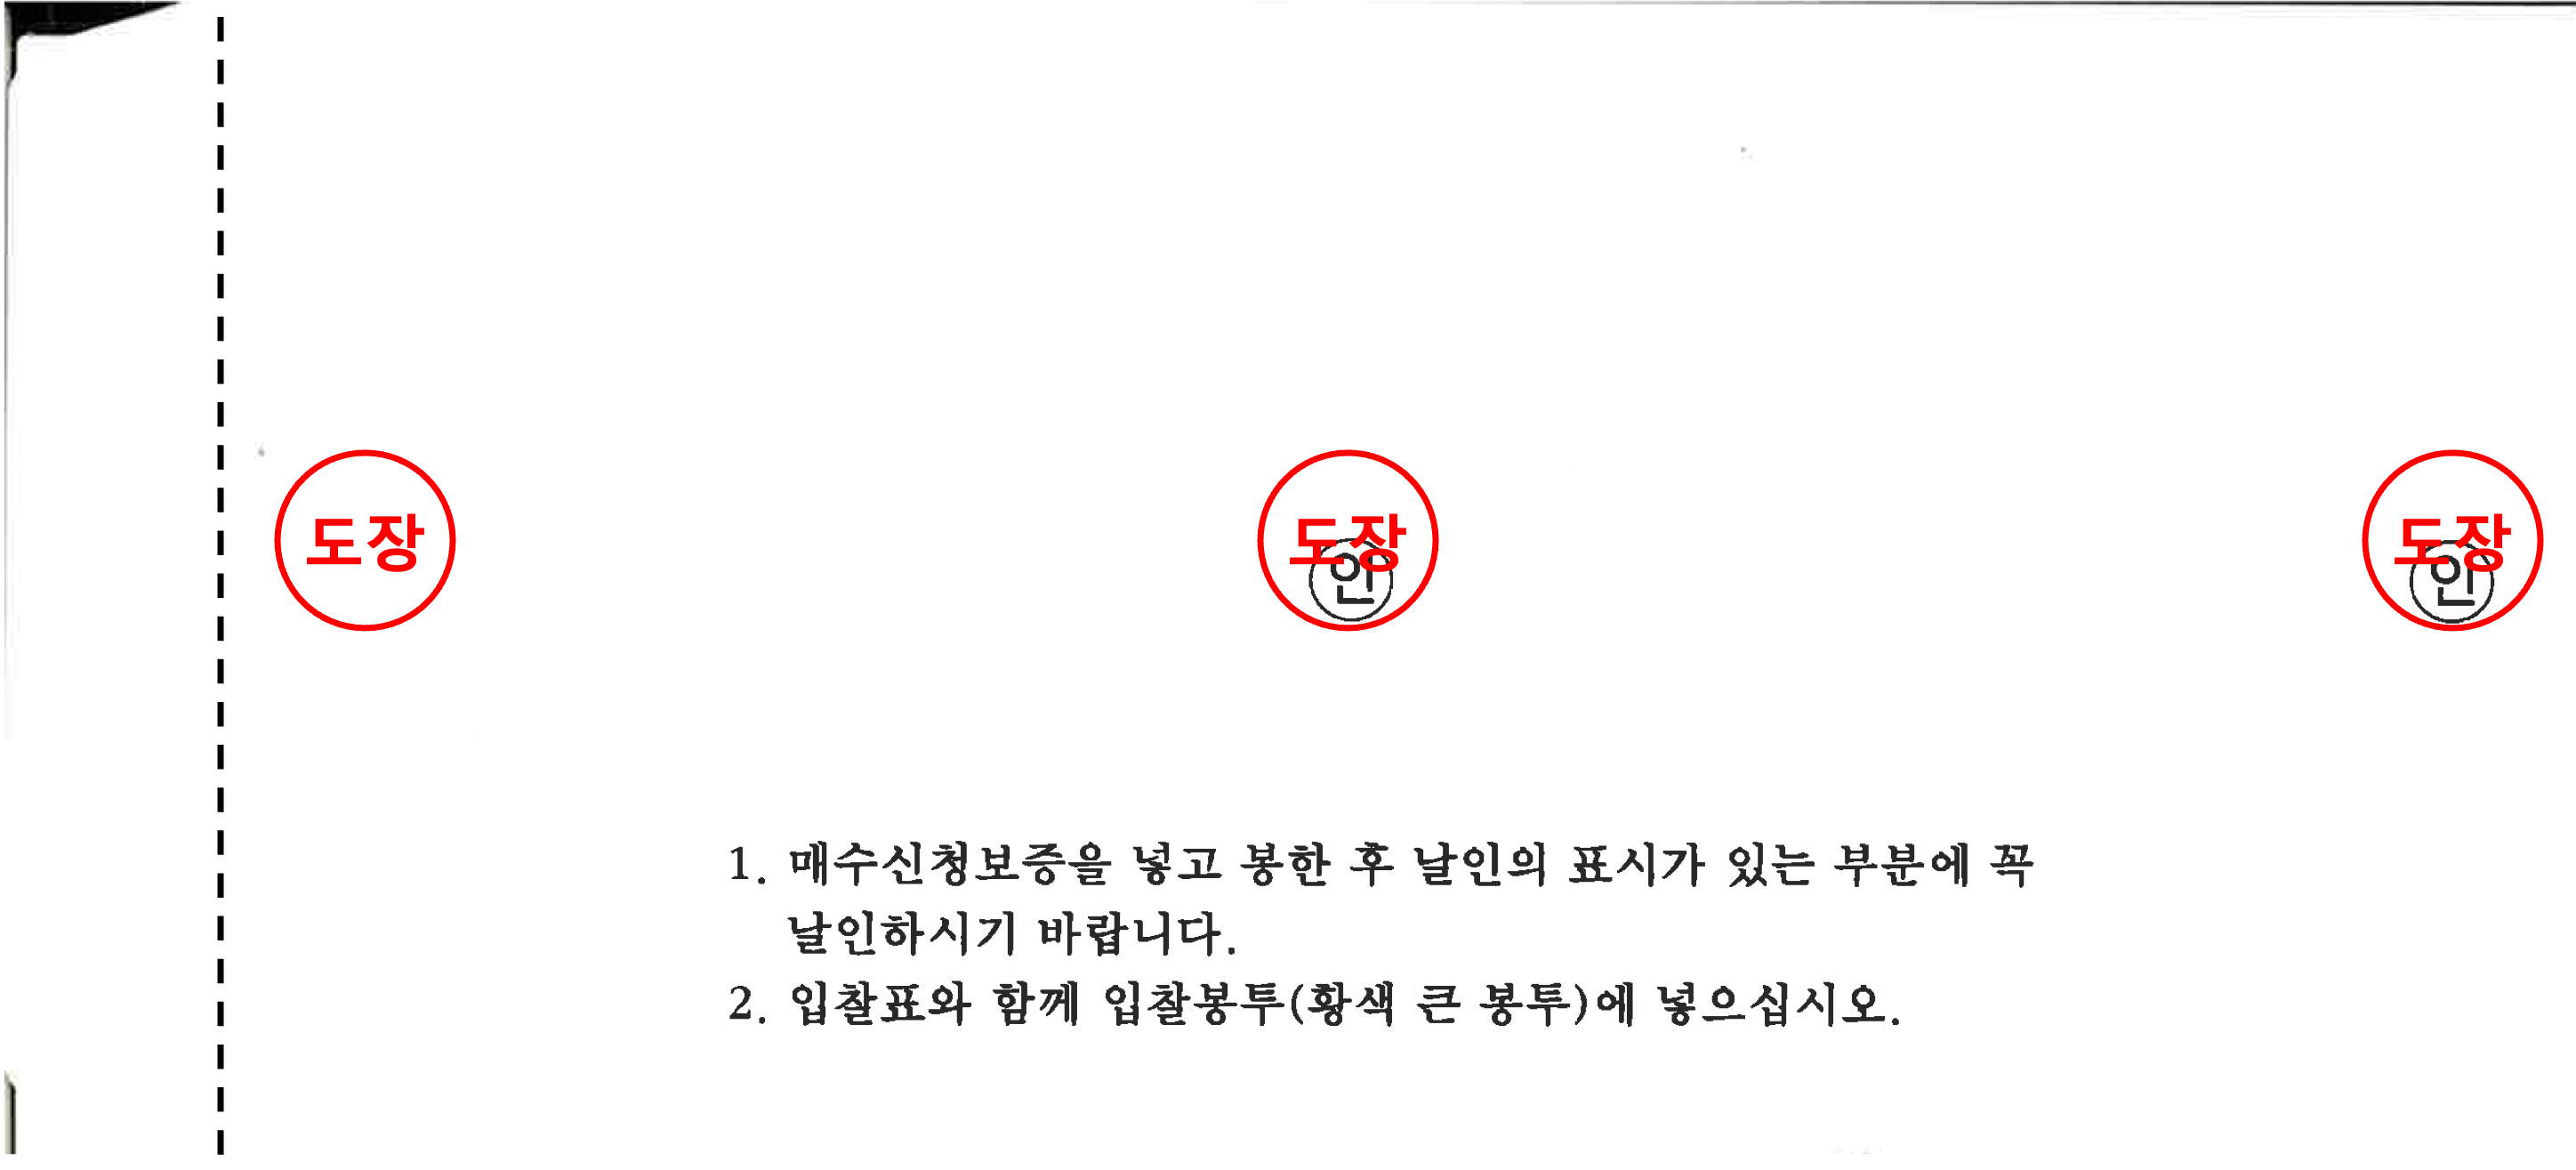 도장 도장 도장
인 인
1. 매수신청보증을 넣고 봉한 후 날인의 표시가 있는 부분에 꼭
날인하시기 바랍니다.
2. 입찰표와 함께 입찰봉투(황색 큰 봉투)에 넣으십시오.